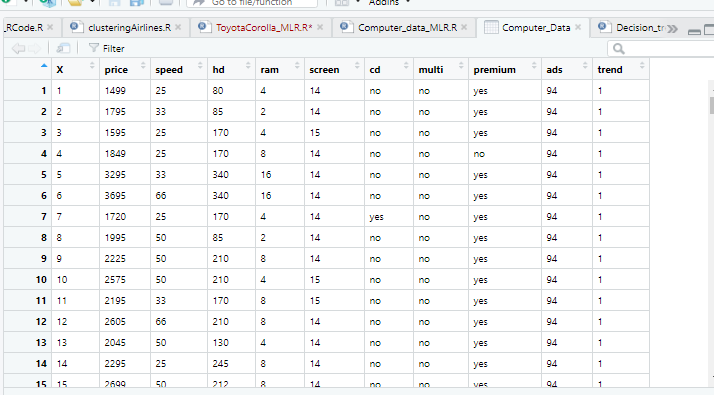 Go to file/function Addins
_RCode.R clusteringAirlines.R ToyotaCorolla_MLR.R* Computer_data_MLR.R Computer_Data Decision_tr
Filter
X price speed hd ram screen cd multi premium ads trend
1 1 1499 25 80 4 14 no no yes 94 1
2 2 1795 33 85 2 14 no no yes 94 1
3 3 1595 25 170 4 15 no no yes 94 1
4 4 1849 25 170 8 14 no no no 94 1
5 5 3295 33 340 16 14 no no yes 94 1
6 6 3695 66 340 16 14 no no yes 94 1
7 7 1720 25 170 4 14 yes no yes 94 1
8 8 1995 50 85 2 14 no no yes 94 1
9 9 2225 50 210 8 14 no no yes 94 1
10 10 2575 50 210 4 15 no no yes 94 1
11 11 2195 33 170 8 15 no no yes 94 1
12 12 2605 66 210 8 14 no no yes 94 1
13 13 2045 50 130 4 14 no no yes 94 1
14 14 2295 25 245 8 14 no no yes 94 1
15 15 2699 50 212 8 14 no no yes 94 1